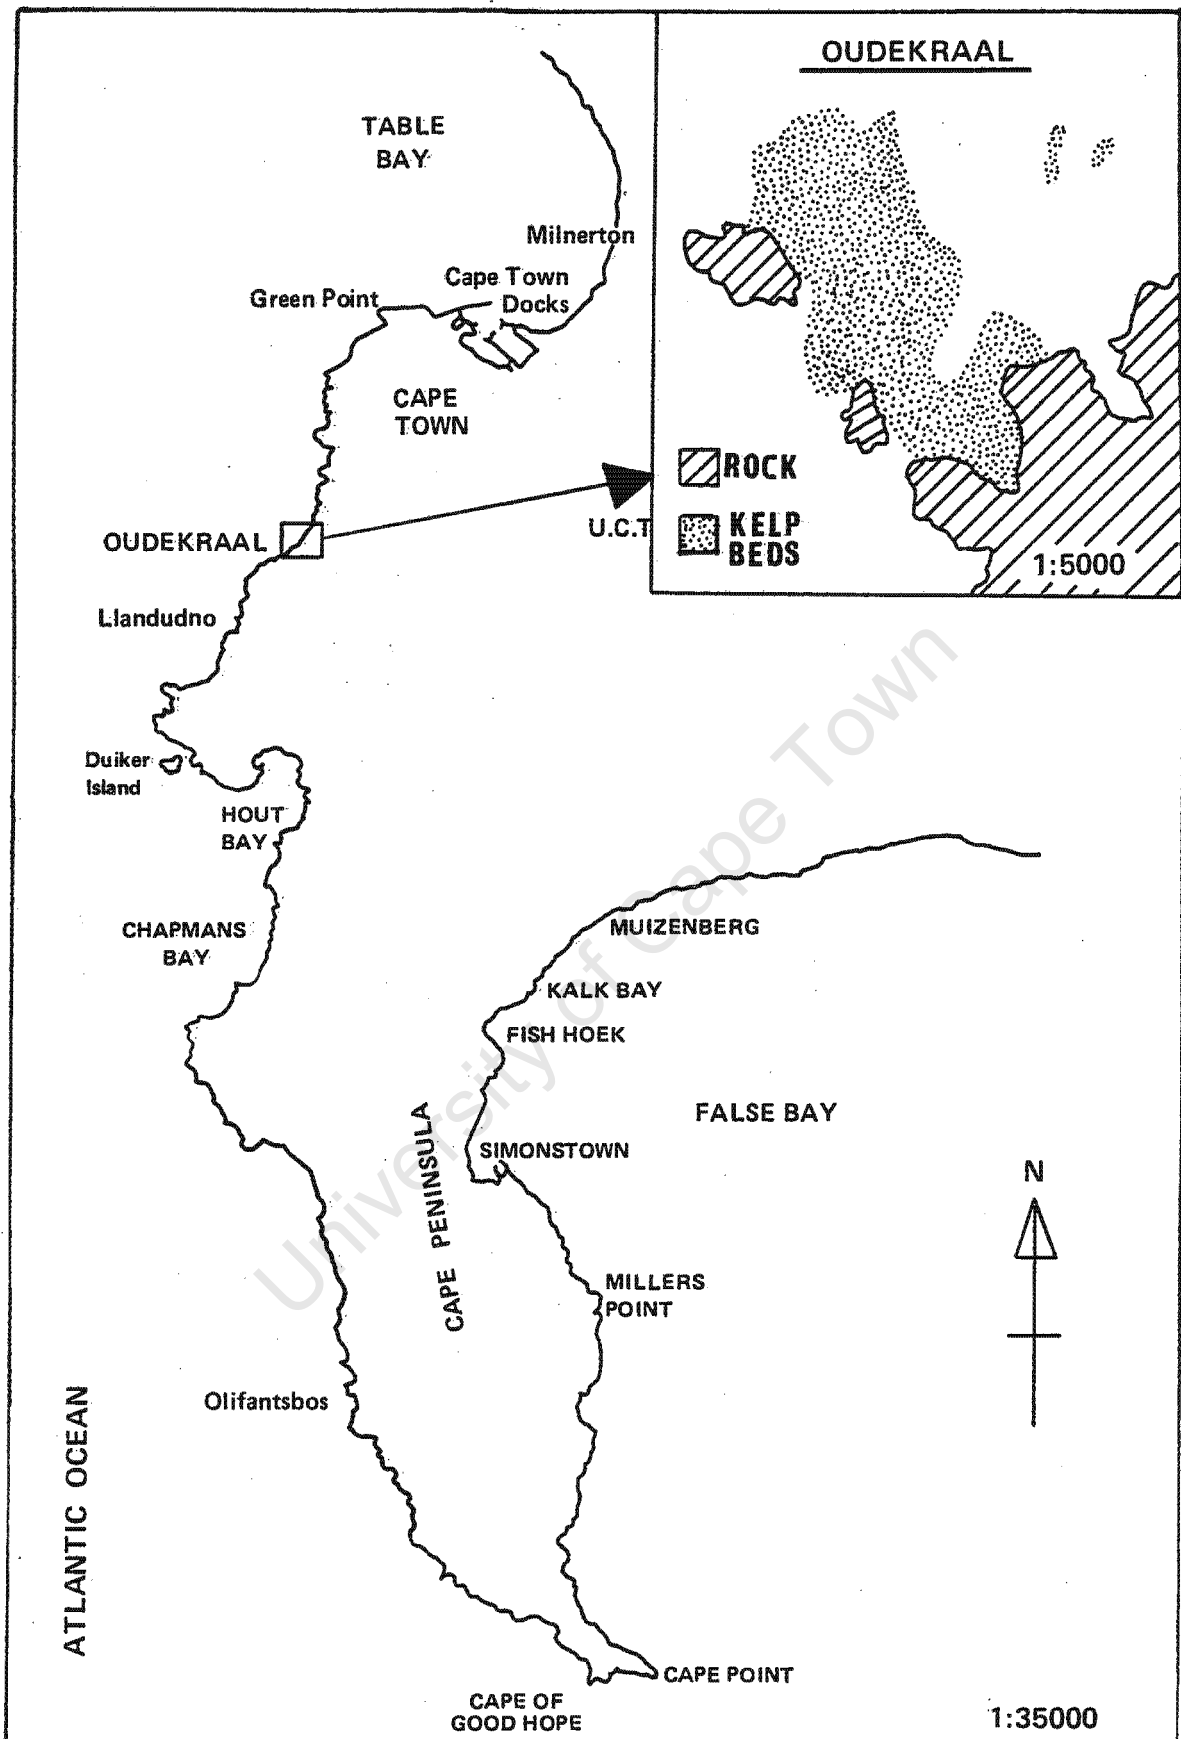 OUDEKRAAL
TABLE
BAY
Milnerton
Cape Town
Docks
Green Point
CAPE
TOWN
ROCK
U.C.T
KELP
BEDS
1:5000
OUDEKRAAL
Llandudno
Duiker
Island
HOUT
BAY
CHAPMANS
BAY
MUIZENBERG
KALK BAY
FISH HOEK
FALSE BAY
SIMONSTOWN
CAPE PENINSULA
N
MILLERS
POINT
Olifantsbos
ATLANTIC OCEAN
CAPE POINT
CAPE OF
GOOD HOPE
1:35000
University of Cape Town